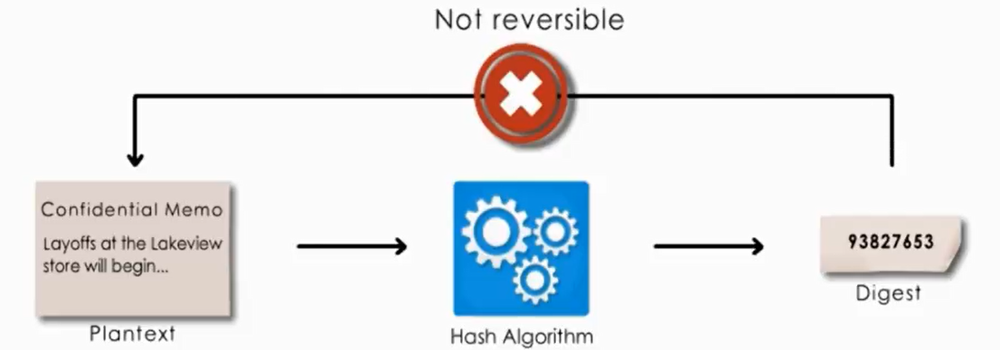 Not reversible
Confidential Memo
Layoffs at the Lakeview
store will begin...
Plantext
Hash Algorithm
93827653
Digest